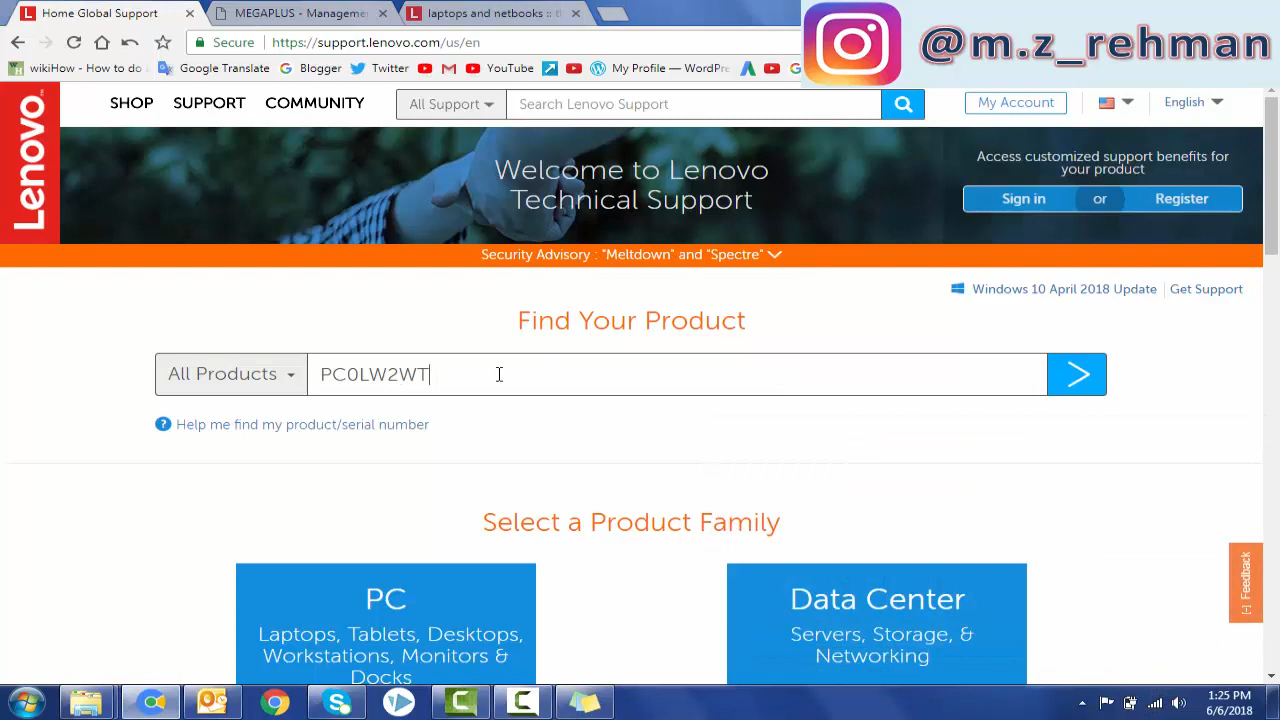 Home Global Support
MEGAPLUS - Manageme
laptops and netbooks :: th
@m.z_rehman
Secure
https://support.lenovo.com/us/en
wikiHow — How to do
Google Translate
Blogger
Twitter
YouTube
My Profile — WordPre
Lenovo
SHOP
SUPPORT
COMMUNITY
All Support
Search Lenovo Support
My Account
English
Welcome to Lenovo
Technical Support
Access customized support benefits for
your product
Sign in
or
Register
Security Advisory : "Meltdown" and "Spectre"
Windows 10 April 2018 Update
Get Support
Find Your Product
All Products
PC0LW2WT
>
? Help me find my product/serial number
Select a Product Family
PC
Laptops, Tablets, Desktops,
Workstations, Monitors &
Docks
Data Center
Servers, Storage, &
Networking
[-] Feedback
1:25 PM
6/6/2018